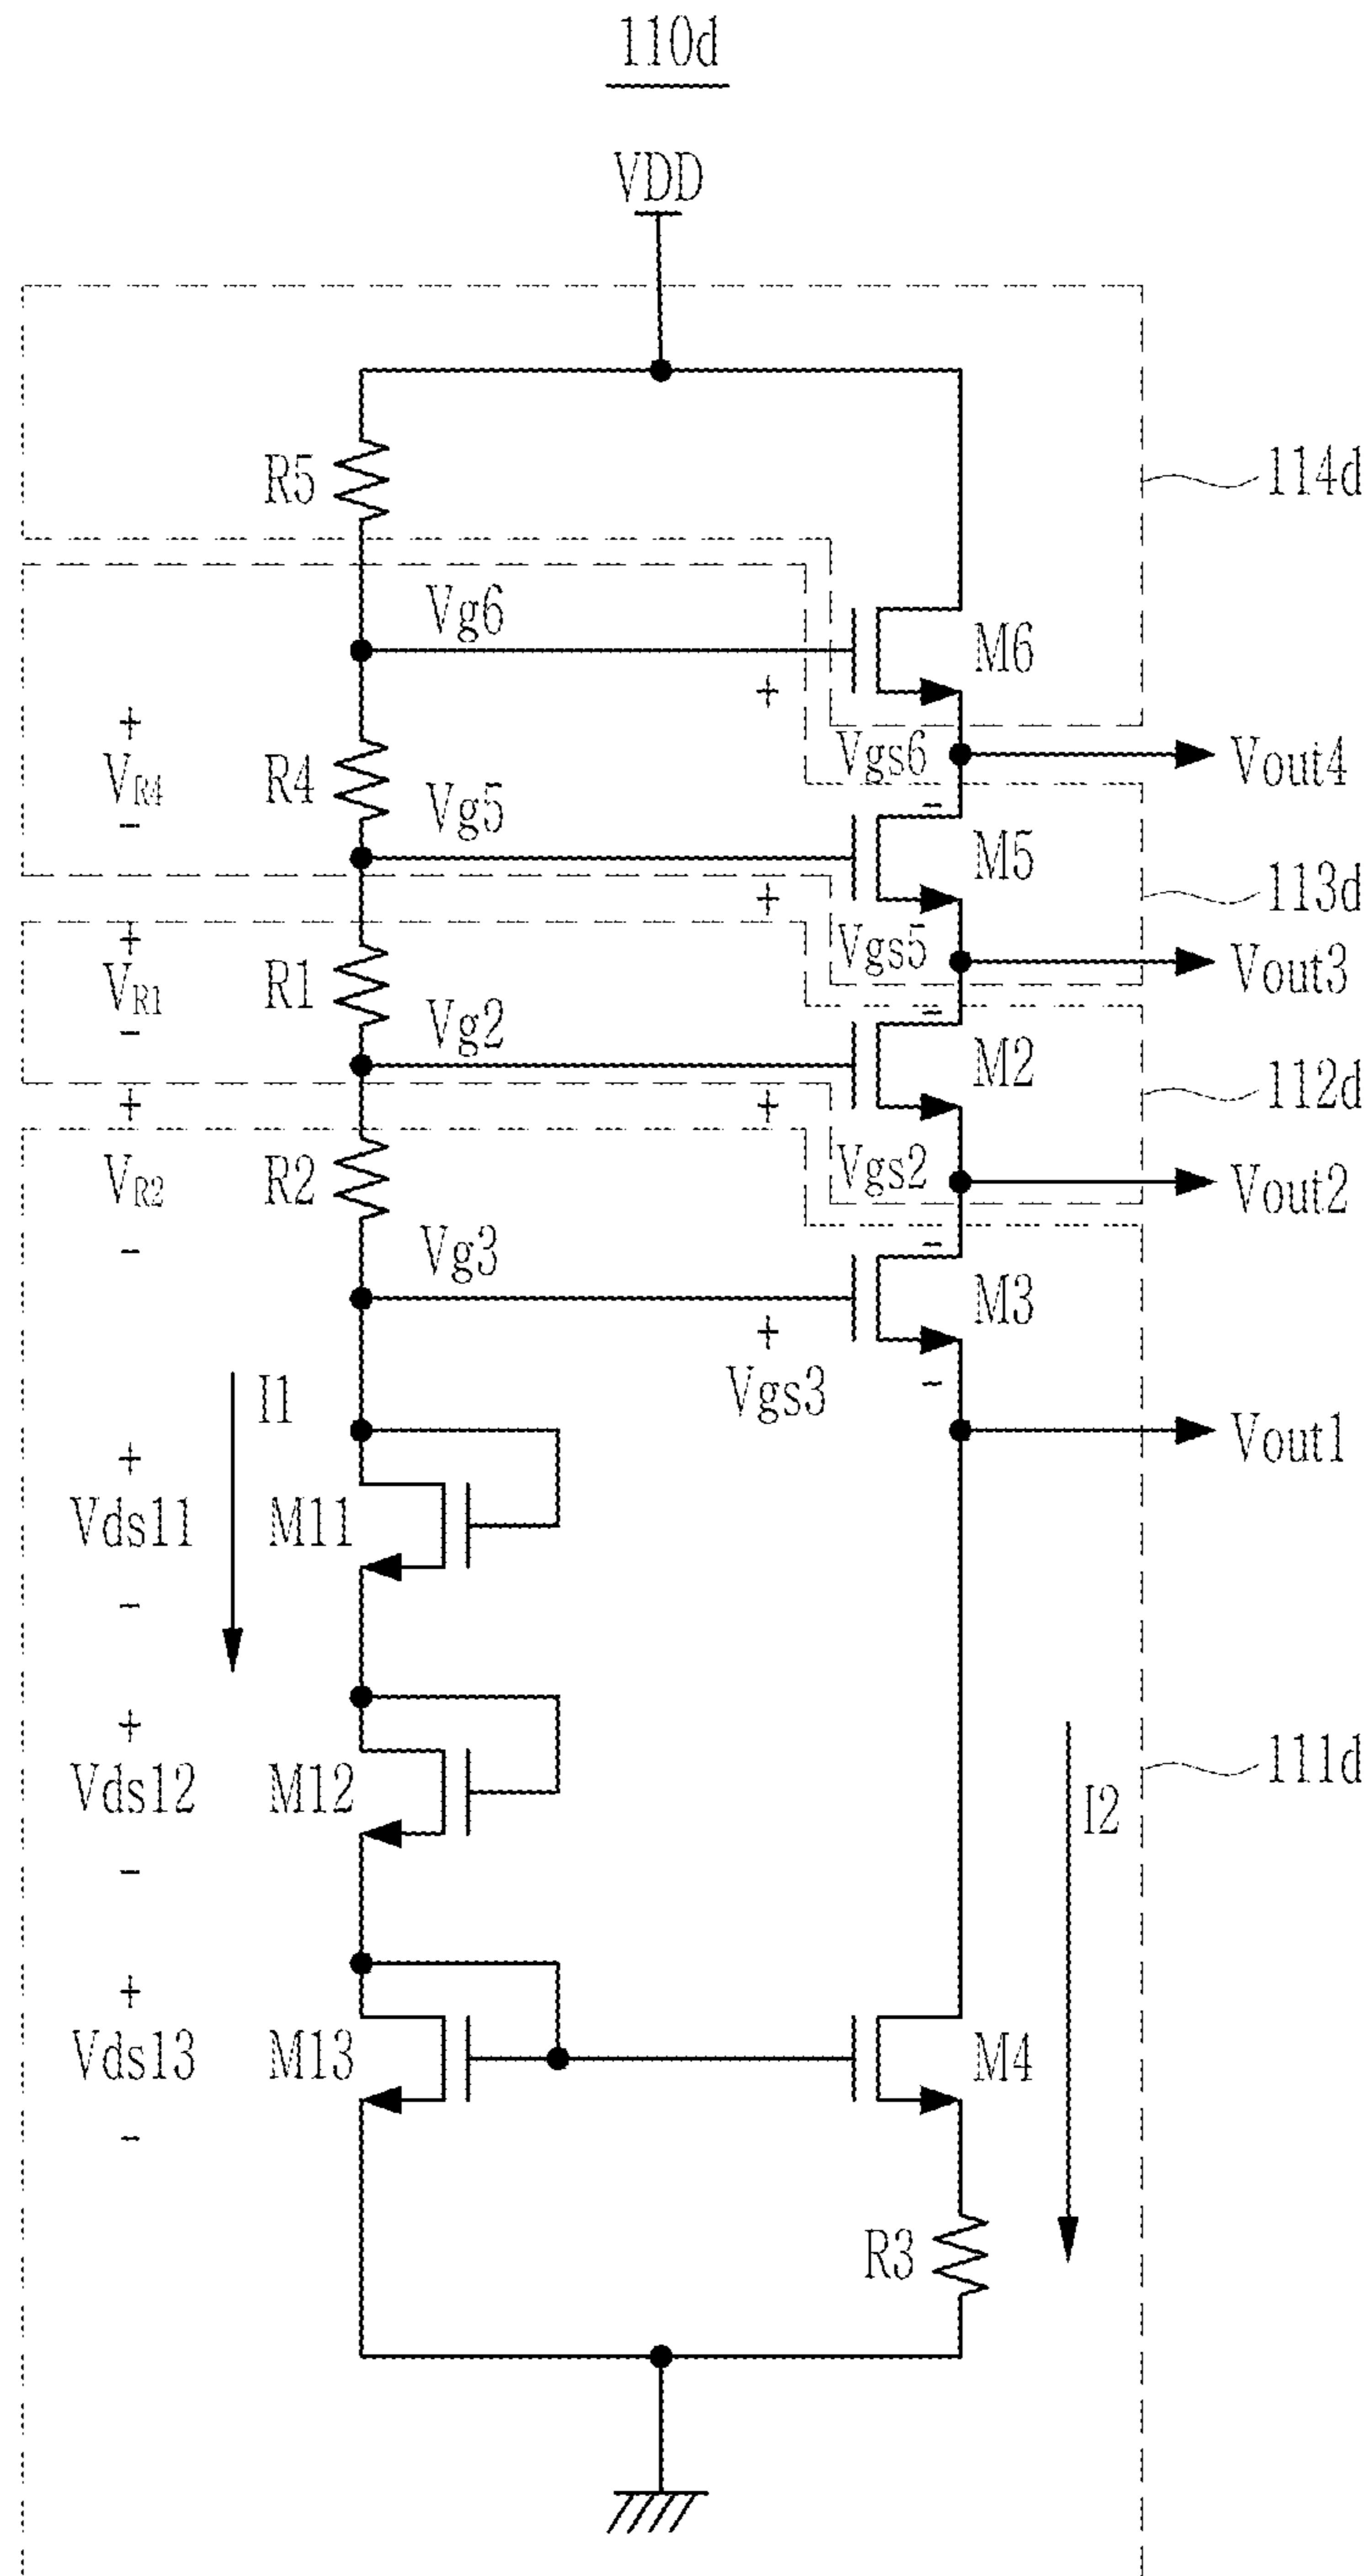 110d
VDD
R5
114d
Vg6
M6
+
+
VR4
-
R4
Vgs6
Vout4
Vg5
-
M5
113d
+
+
VR1
-
R1
Vgs5
Vout3
Vg2
-
M2
112d
+
+
VR2
-
R2
Vgs2
Vout2
Vg3
-
M3
+
Vgs3
-
I1
Vout1
+
Vds11
-
M11
+
Vds12
-
M12
111d
I2
+
Vds13
-
M13
M4
R3